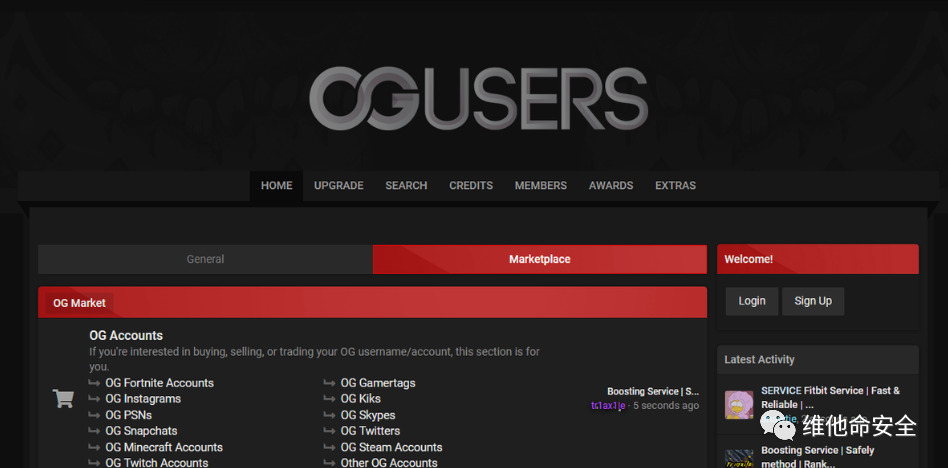 OGUSERS
HOME UPGRADE SEARCH CREDITS MEMBERS AWARDS EXTRAS
General Marketplace
OG Market
OG Accounts
If you're interested in buying, selling, or trading your OG username/account, this section is for
you.
OG Fortnite Accounts OG Gamertags
OG Instagrams OG Kiks
OG PSNs OG Skypes
OG Snapchats OG Twitters
OG Minecraft Accounts OG Steam Accounts
OG Twitch Accounts Other OG Accounts
Boosting Service | S...
· 5 seconds ago
Welcome!
Login Sign Up
Latest Activity
SERVICE Fitbit Service | Fast &
Reliable | ...
Boosting Service | Safely
method | Rank...
维他命安全